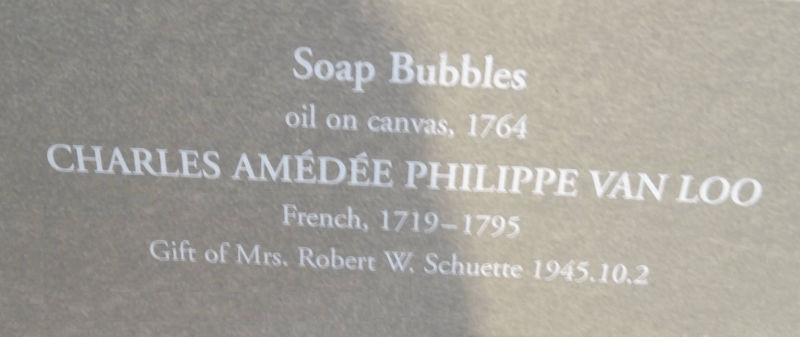 Soap Bubbles
oil on canvas, 1764
CHARLES AMÉDÉE PHILIPPE VAN LOO
French, 1719–1795
Gift of Mrs. Robert W. Schuette 1945.10.2